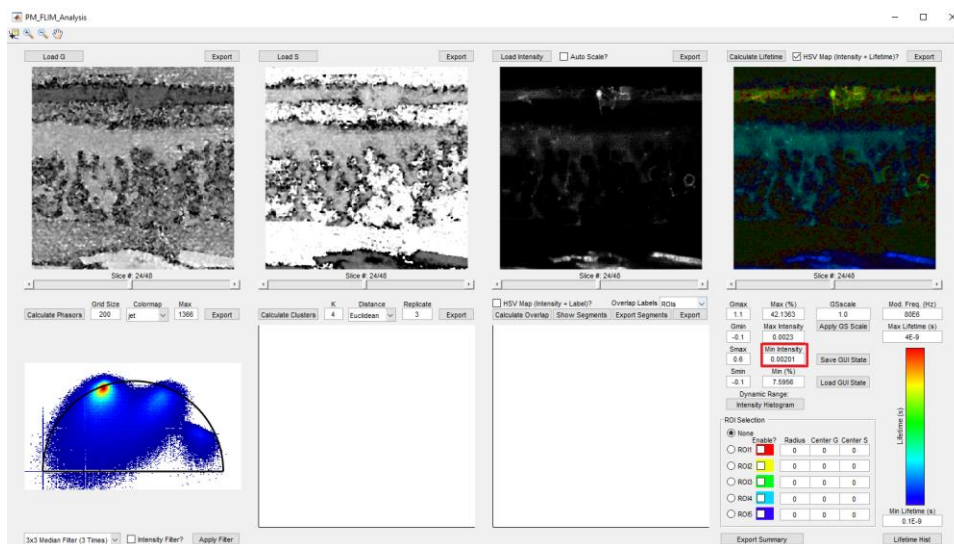 PM_FLIM_Analysis
Load G Export Load S Export Load Intensity Auto Scale? Export Calculate Lifetime HSV Map (Intensity + Lifetime)? Export
Slice #: 24/48 Slice #: 24/48 Slice #: 24/48 Slice #: 24/48
Grid Size Colormap Max
Calculate Phasors 200 jet 1366 Export
K Distance Replicate
Calculate Clusters 4 Euclidean 3 Export
HSV Map (Intensity + Label)? Overlap Labels ROIs
Calculate Overlap Show Segments Export Segments Export
Gmax Max (%) GSscale Mod. Freq. (Hz)
1.1 42.1363 1.0 80E6
Gmin Max Intensity Apply GS Scale Max Lifetime (s)
-0.1 0.0023 4E-9
Smax Min Intensity
0.6 0.00201 Save GUI State
Smin Min (%)
-0.1 7.5956 Load GUI State
Dynamic Range:
Intensity Histogram
Lifetime (s)
ROI Selection
None
Enable? Radius Center G Center S
ROI1 0 0 0
ROI2 0 0 0
ROI3 0 0 0
ROI4 0 0 0
ROI5 0 0 0
Min Lifetime (s)
0.1E-9
3x3 Median Filter (3 Times) Intensity Filter? Apply Filter
Export Summary Lifetime Hist